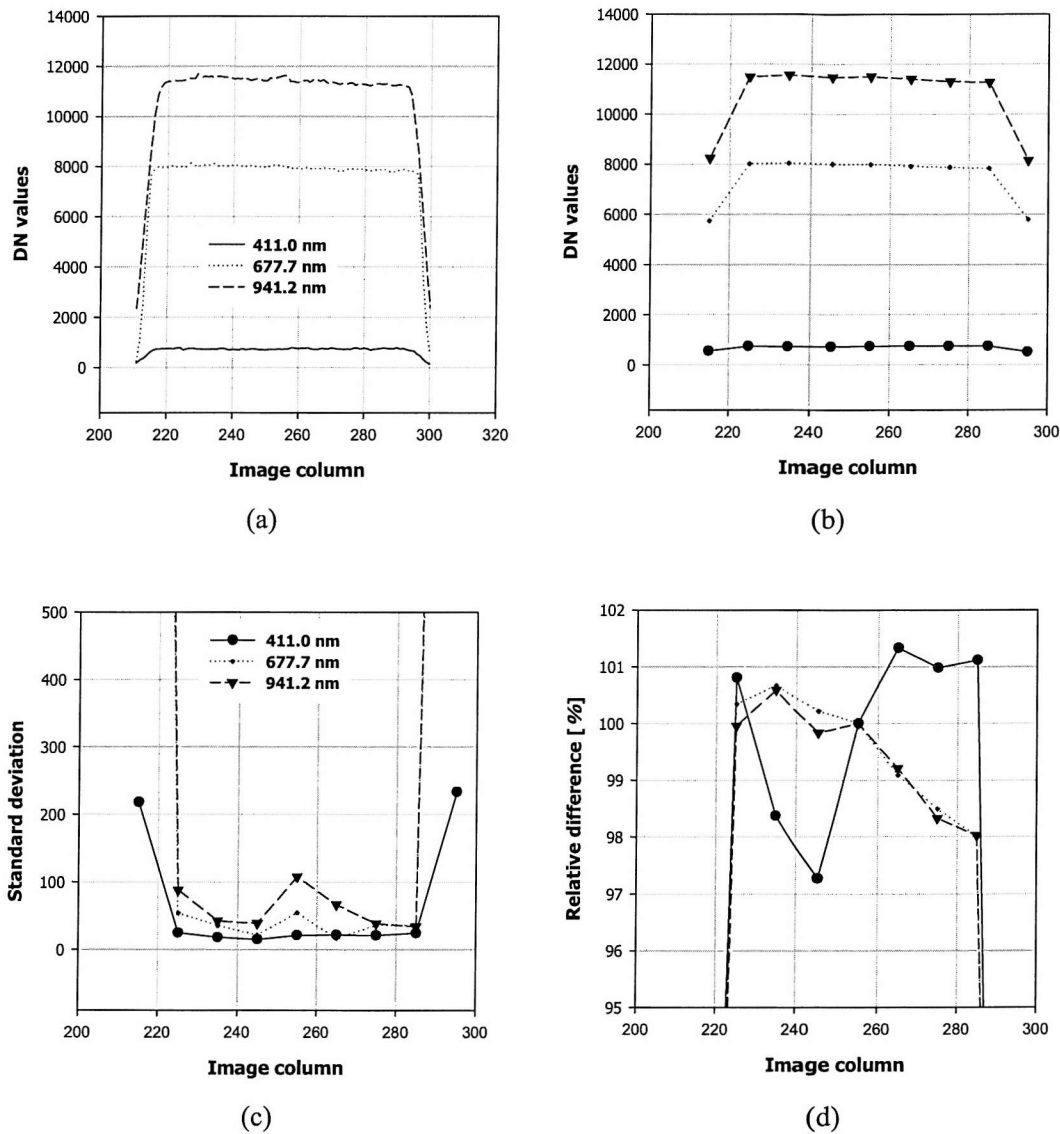 14000
12000
10000
8000
6000
4000
2000
0
DN values
411.0 nm
677.7 nm
941.2 nm
200 220 240 260 280 300 320
Image column
(a)
14000
12000
10000
8000
6000
4000
2000
0
DN values
200 220 240 260 280 300
Image column
(b)
500
400
300
200
100
0
Standard deviation
411.0 nm
677.7 nm
941.2 nm
200 220 240 260 280 300
Image column
(c)
102
101
100
99
98
97
96
95
Relative difference [ %]
200 220 240 260 280 300
Image column
(d)